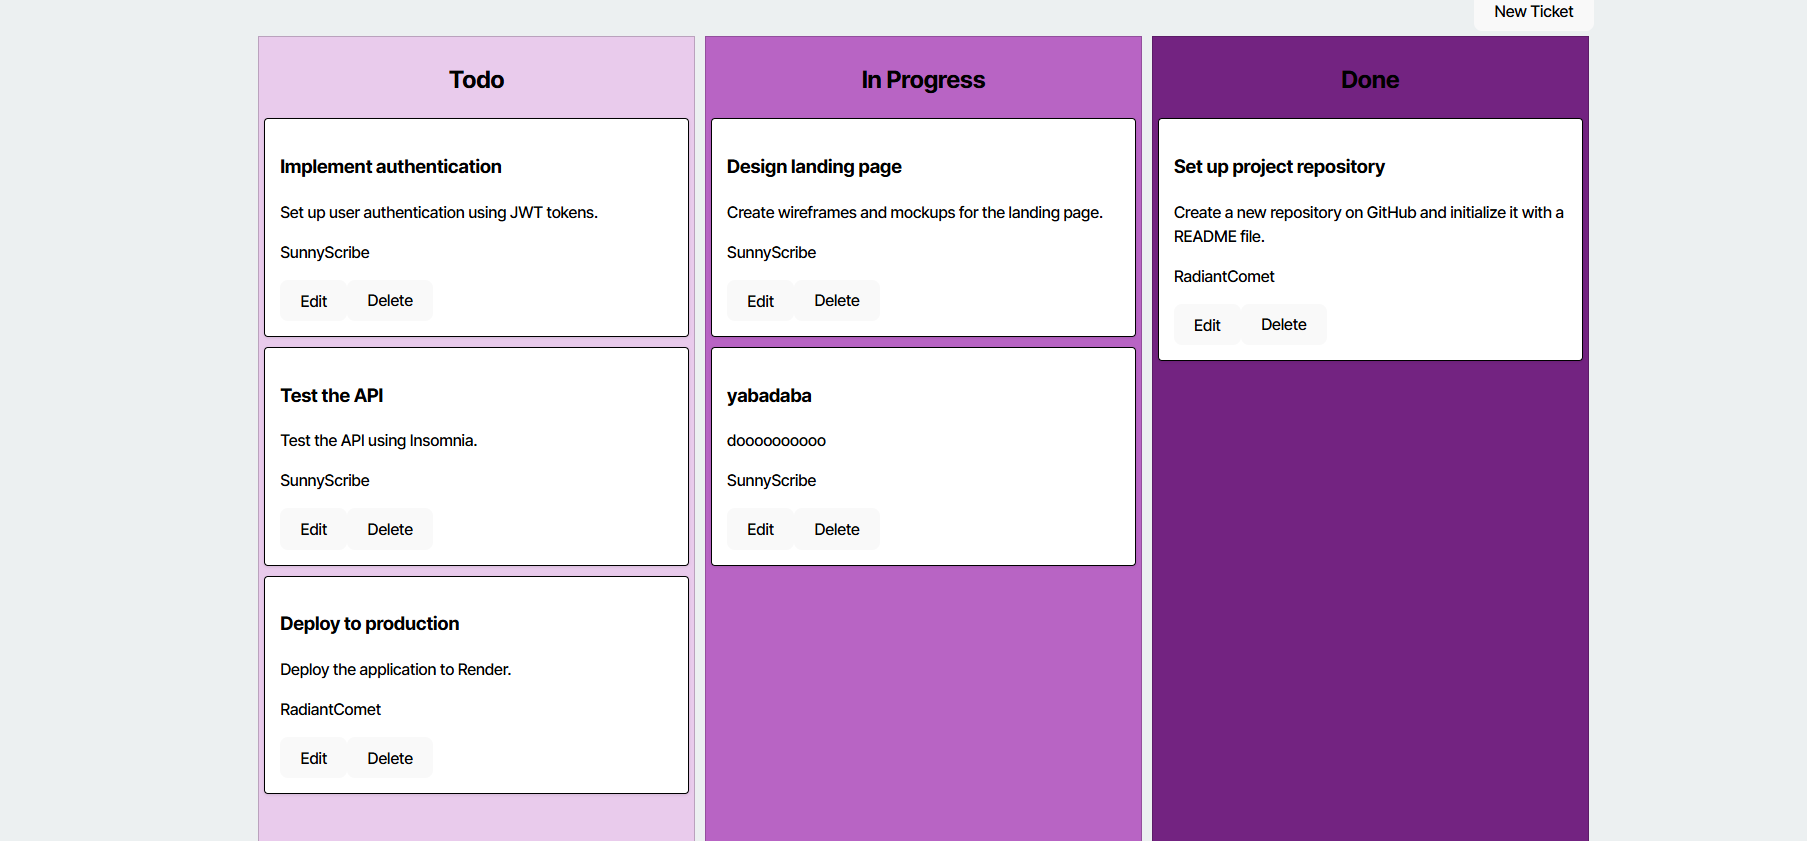 New Ticket
Todo
Implement authentication
Set up user authentication using JWT tokens.
SunnyScribe
Edit
Delete
Test the API
Test the API using Insomnia.
SunnyScribe
Edit
Delete
Deploy to production
Deploy the application to Render.
RadiantComet
Edit
Delete
In Progress
Design landing page
Create wireframes and mockups for the landing page.
SunnyScribe
Edit
Delete
yabadaba
doooooooooo
SunnyScribe
Edit
Delete
Done
Set up project repository
Create a new repository on GitHub and initialize it with a
README file.
RadiantComet
Edit
Delete